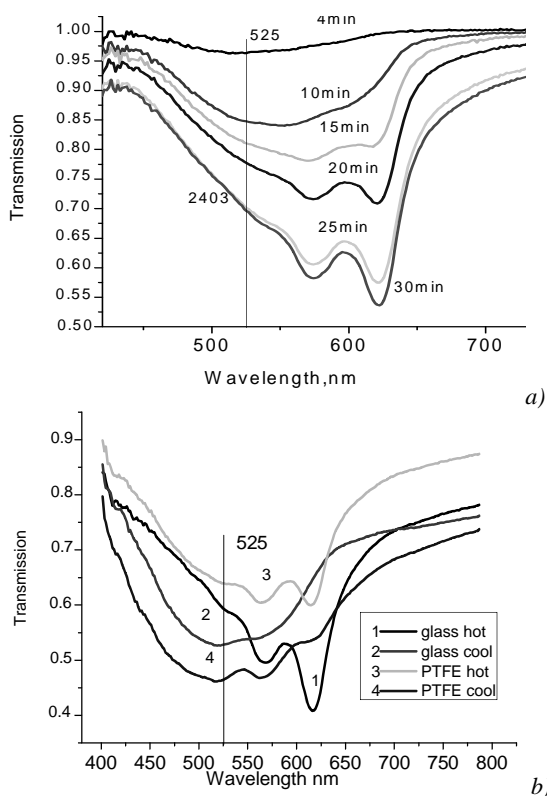 4min
1.00
525
0.95
0.90
10min
0.85
15min
0.80
20min
0.75
2403
0.70
25min
0.65
0.60
30min
0.55
0.50
Transmission
500
600
700
Wavelength,nm
a)
0.9
0.8
0.7
525
3
0.6
2
1 glass hot
2 glass cool
3 PTFE hot
4 PTFE cool
4
0.5
1
0.4
Transmission
400 450 500 550 600 650 700 750 800
Wavelength nm
b)